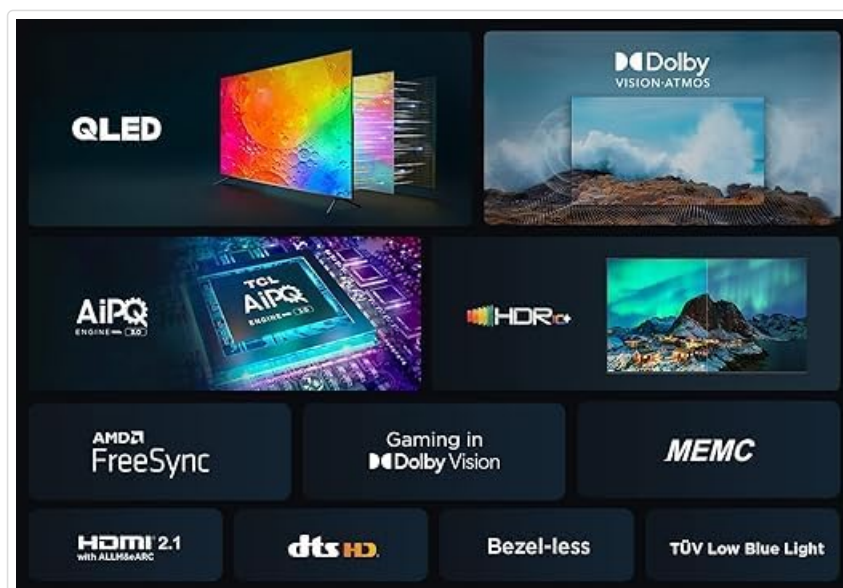 QLED
Dolby
VISION·ATMOS
AiPQ
ENGINE 3.0
TCL
AiPQ
ENGINE 3.0
HDR10+
AMD
FreeSync
Gaming in
Dolby Vision
MEMC
HDMI 2.1
with ALLM&eARC
dts HD.
Bezel-less
TÜV Low Blue Light